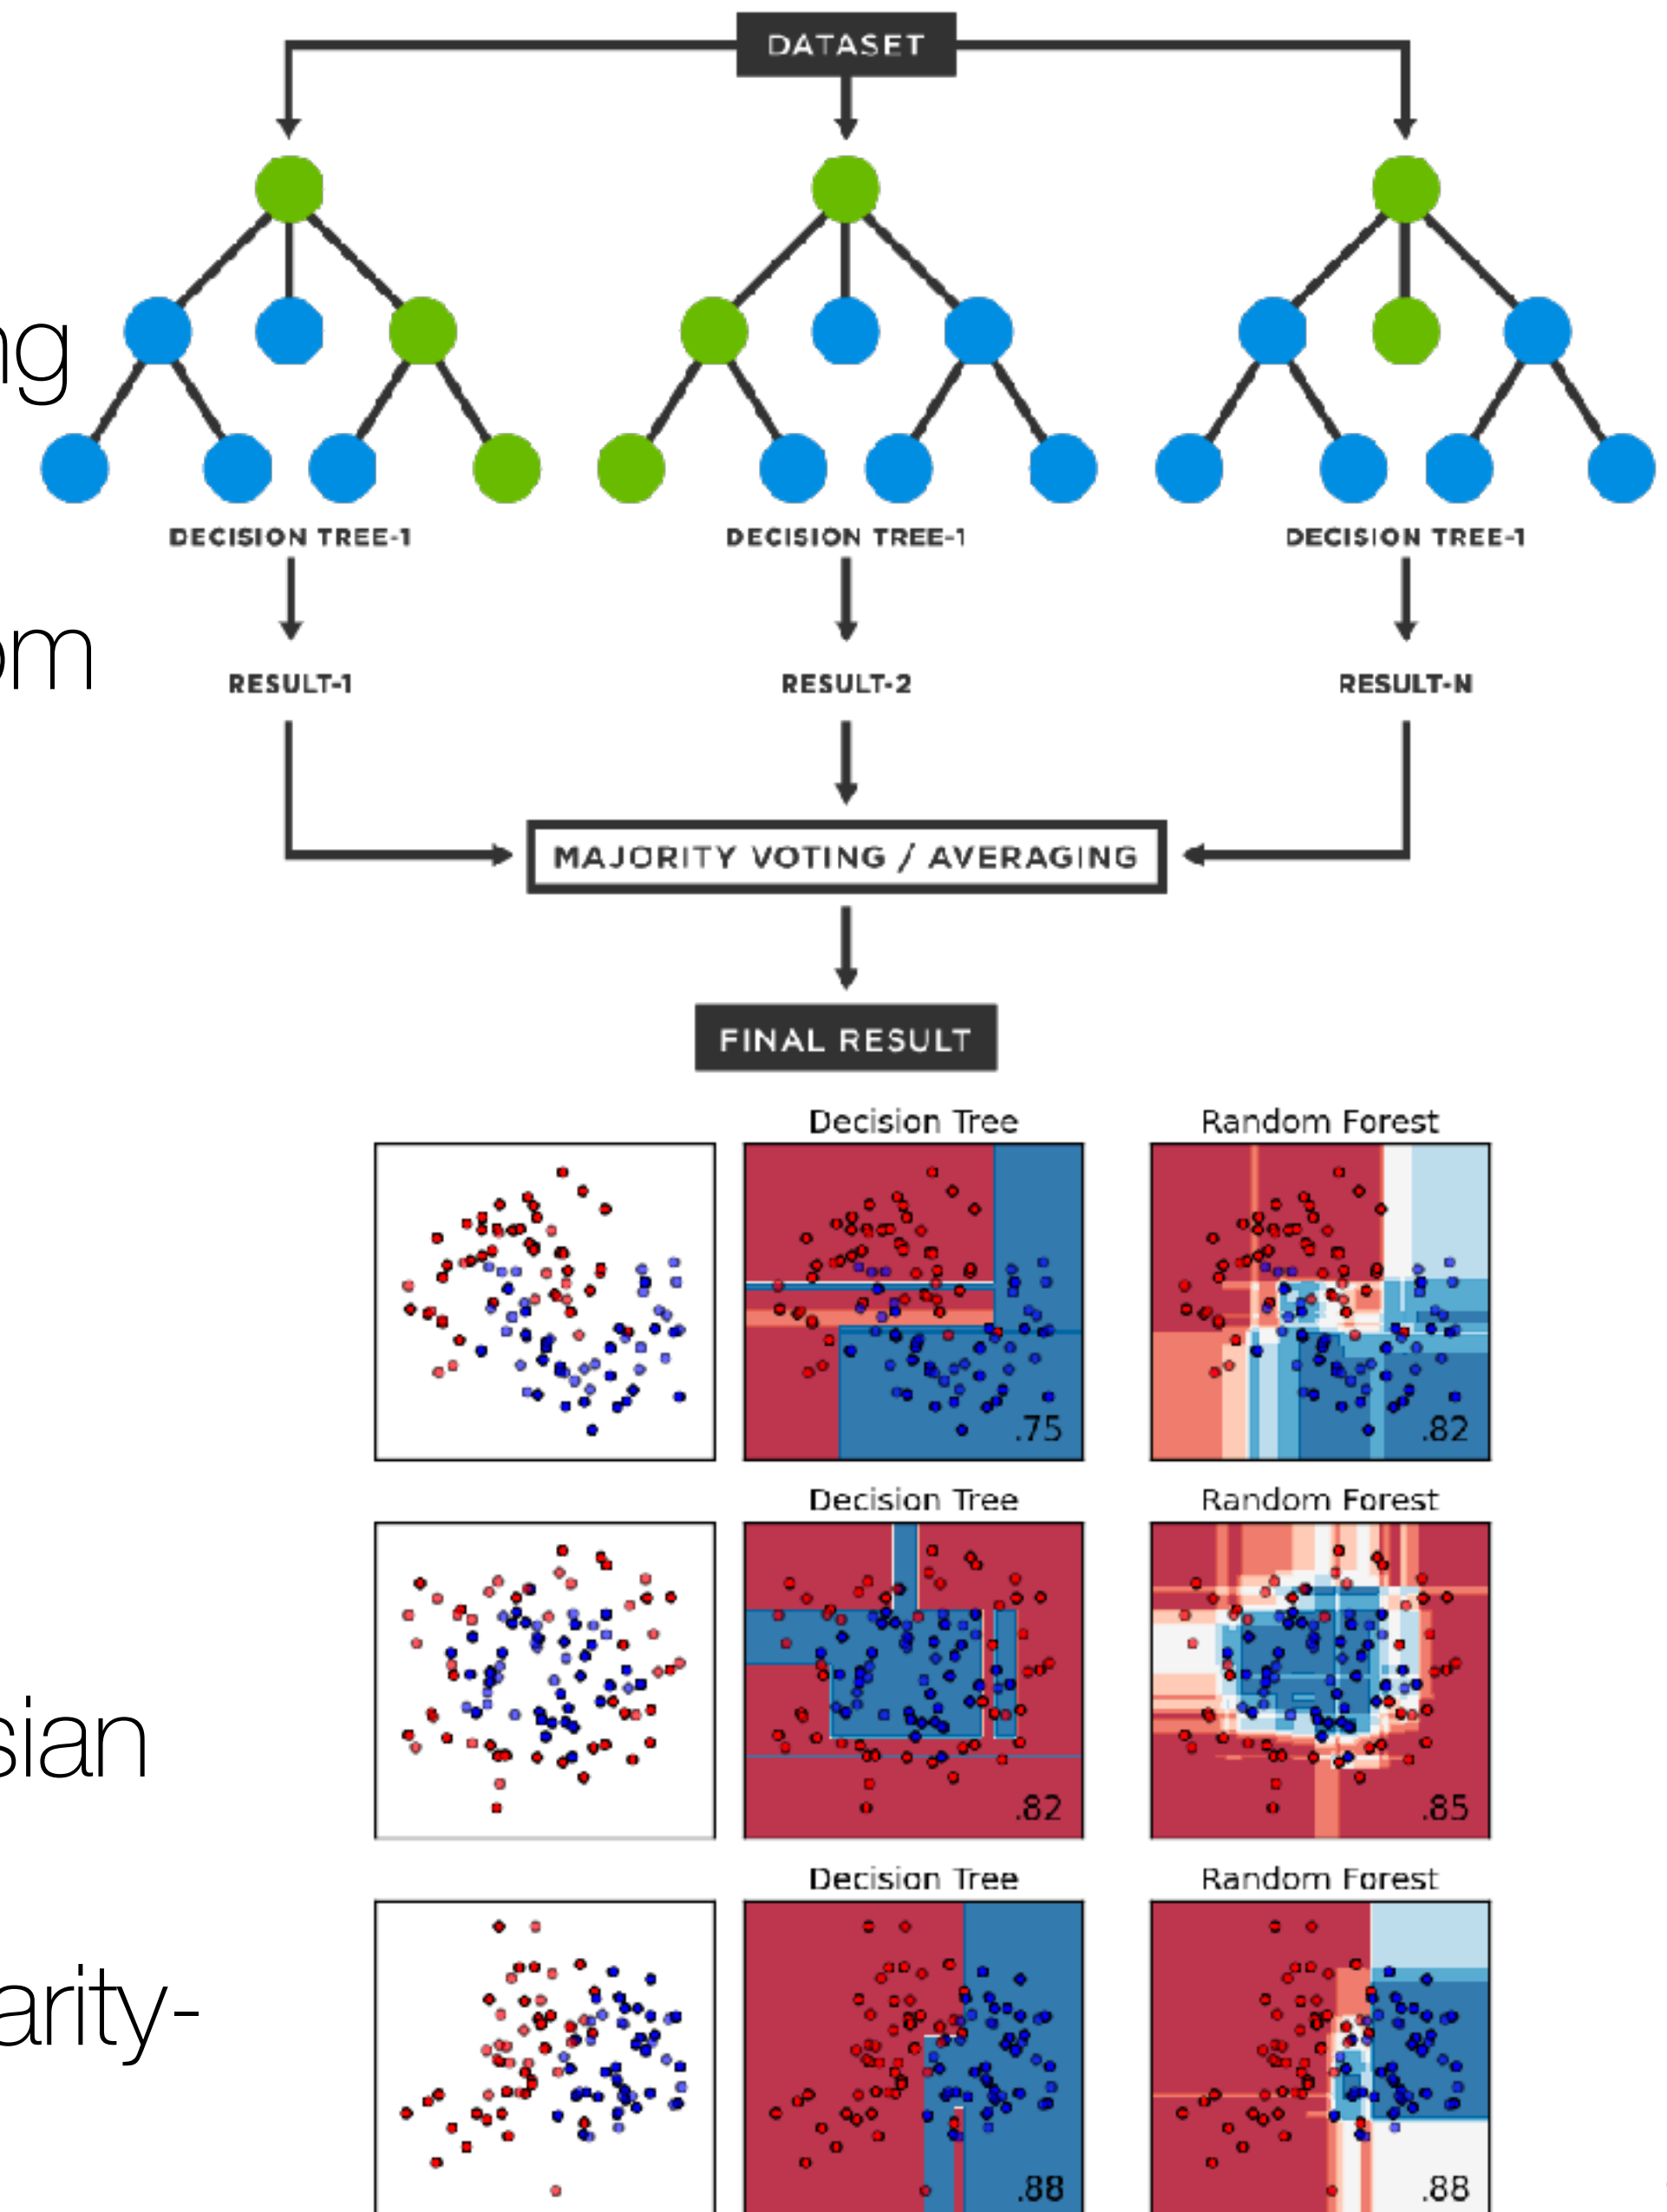 DATASET
ng
DECISION TREE-1 DECISION TREE-1 DECISION TREE-1
om
RESULT-1 RESULT-2 RESULT-N
MAJORITY VOTING / AVERAGING
FINAL RESULT
Decision Tree Random Forest
.75 .82
Decision Tree Random Forest
sian
.82 .85
Decision Tree Random Forest
arity-
.88 .88